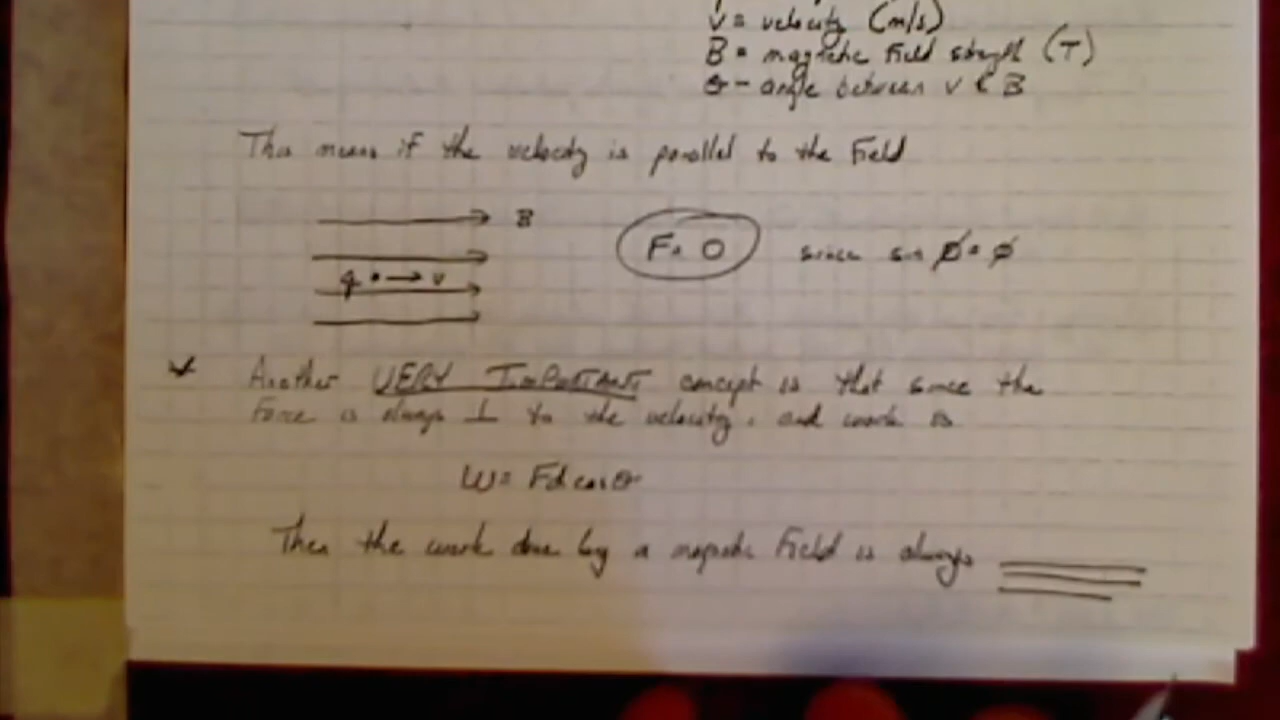 V = velocity (m/s)
B = magnetic field strength (T)
θ - angle between v & B
This means if the velocity is parallel to the Field
B
F = 0 since sin 0 = 0
q • → v
Another VERY IMPORTANT concept is that since the
Force is always ⊥ to the velocity, and work is
W = Fd cos θ
Then the work done by a magnetic Field is always